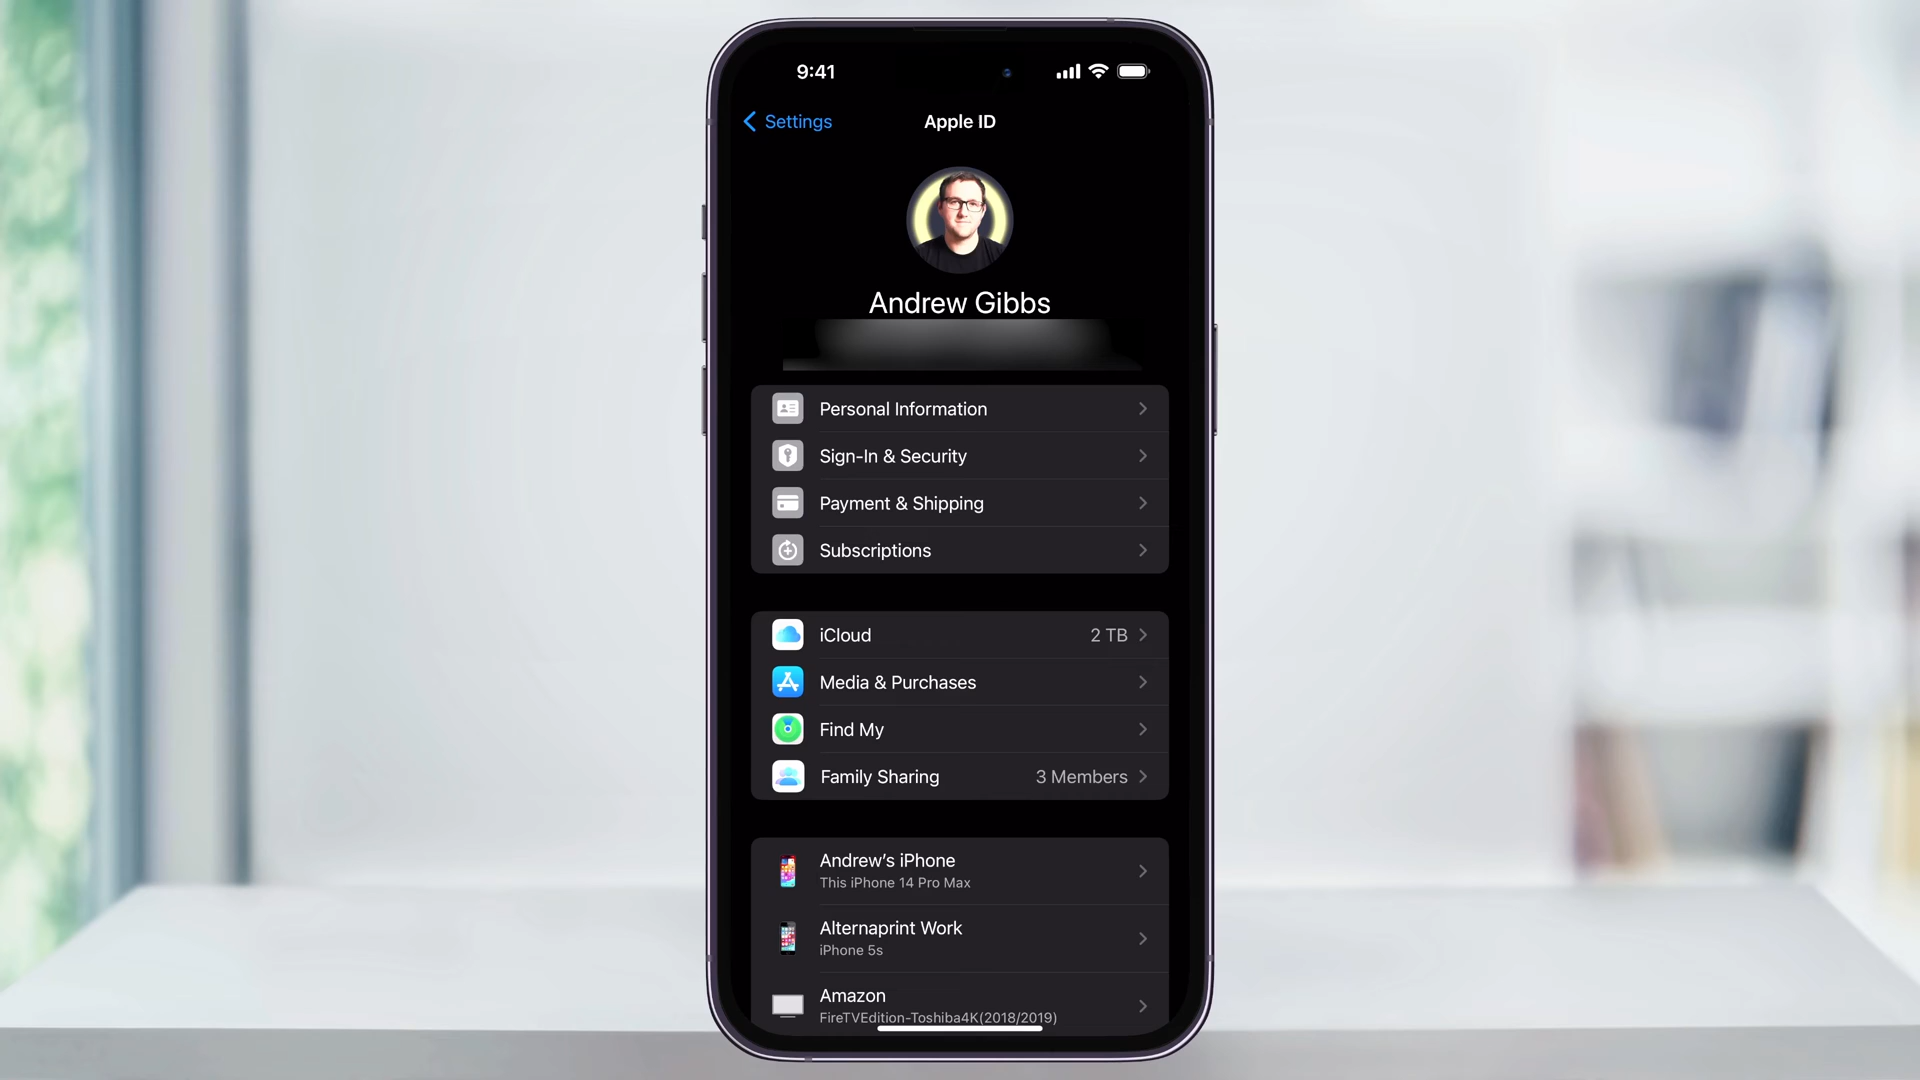 9:41
Settings
Apple ID
Andrew Gibbs
Personal Information
Sign-In & Security
Payment & Shipping
Subscriptions
iCloud 2 TB
Media & Purchases
Find My
Family Sharing 3 Members
Andrew's iPhone
This iPhone 14 Pro Max
Alternaprint Work
iPhone 5s
Amazon
FireTVEdition-Toshiba4K(2018/2019)